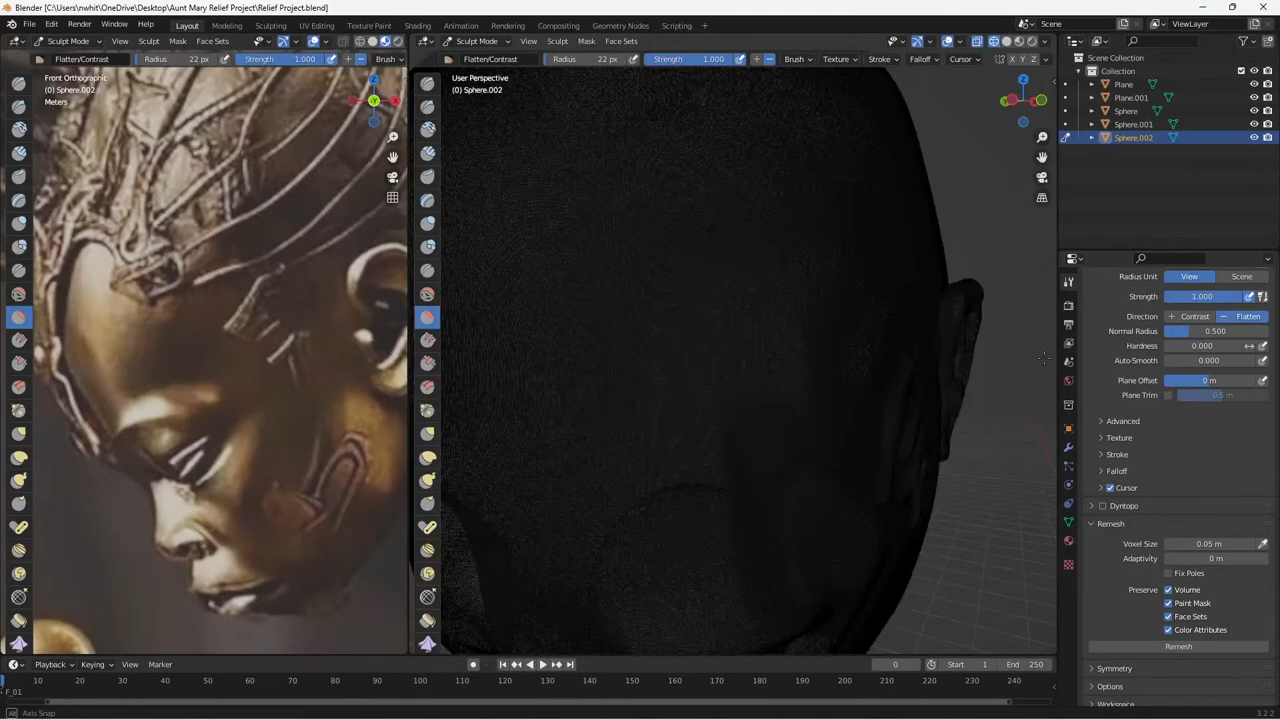 Blender [C:\Users\nwhit\OneDrive\Desktop\Aunt Mary Relief Project\Relief Project.blend]
File Edit Render Window Help Layout Modeling Sculpting UV Editing Texture Paint Shading Animation Rendering Compositing Geometry Nodes Scripting + Scene ViewLayer
Sculpt Mode View Sculpt Mask Face Sets Sculpt Mode View Sculpt Mask Face Sets
Flatten/Contrast Radius 22 px Strength 1.000 Brush Flatten/Contrast Radius 22 px Strength 1.000 Brush Texture Stroke Falloff Cursor X Y Z
Front Orthographic
(0) Sphere.002
Meters
User Perspective
(0) Sphere.002
Scene Collection
Collection
Plane
Plane.001
Sphere
Sphere.001
Sphere.002
Radius Unit View Scene
Strength 1.000
Direction + Contrast − Flatten
Normal Radius 0.500
Hardness 0.000
Auto-Smooth 0.000
Plane Offset 0 m
Plane Trim 0.5 m
Advanced
Texture
Stroke
Falloff
Cursor
Dyntopo
Remesh
Voxel Size 0.05 m
Adaptivity 0 m
Fix Poles
Preserve Volume
Paint Mask
Face Sets
Color Attributes
Remesh
Symmetry
Options
Workspace
Playback Keying View Marker 0 Start 1 End 250
10 20 30 40 50 60 70 80 90 100 110 120 130 140 150 160 170 180 190 200 210 220 230 240
F_01
Axis Snap 3.2.2